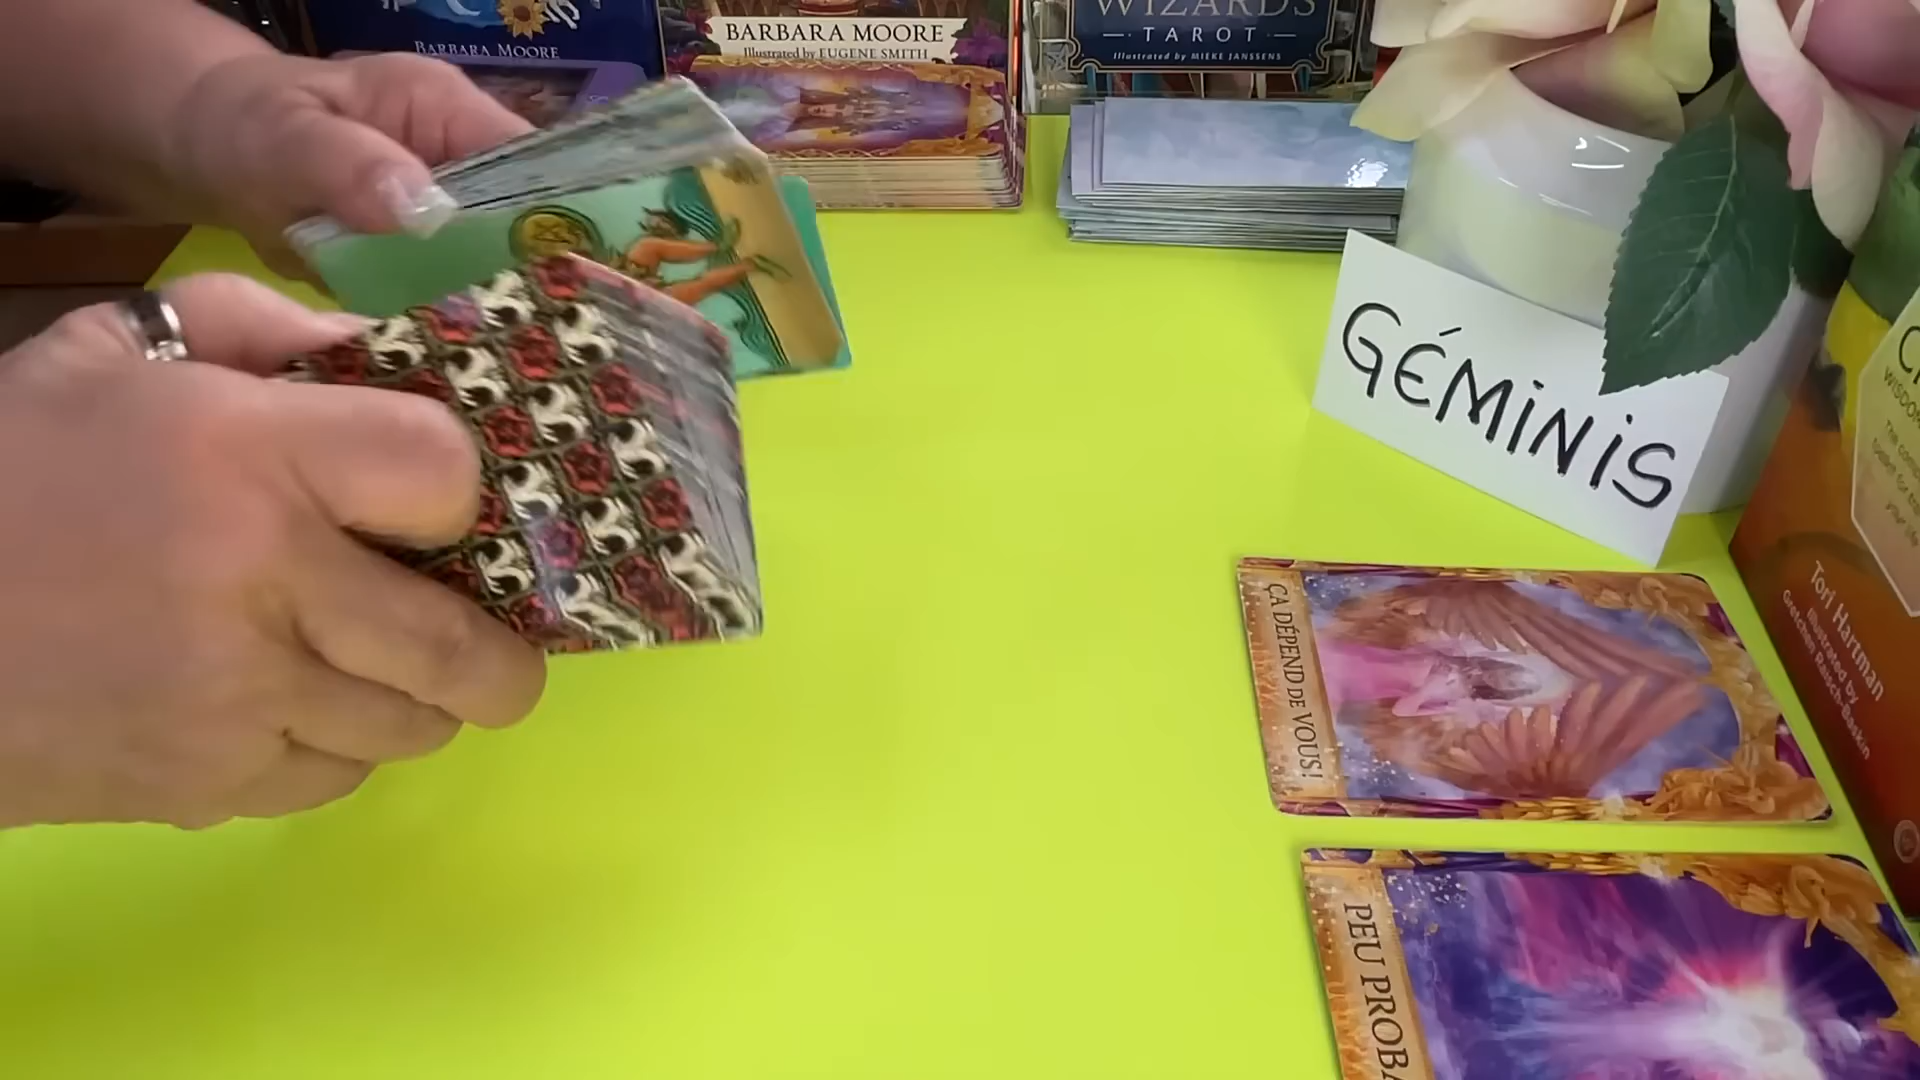 BARBARA MOORE
BARBARA MOORE
Illustrated by EUGENE SMITH
WIZARDS
TAROT
Illustrated by MIEKE JANSSENS
GÉMINIS
ÇA DÉPEND DE VOUS!
PEU PROBA
Tori Hartman
Illustrated by
Gretchen Raisch-Baskin